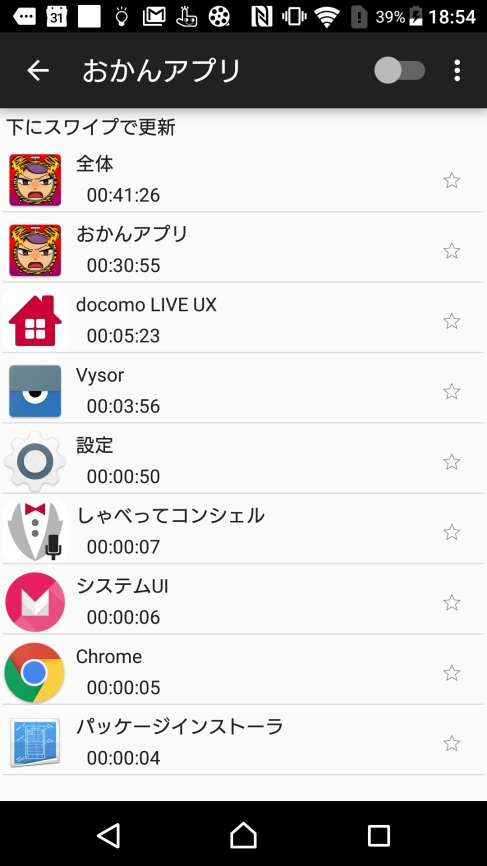 31 39% 18:54
おかんアプリ
下にスワイプで更新
全体
00:41:26
おかんアプリ
00:30:55
docomo LIVE UX
00:05:23
Vysor
00:03:56
設定
00:00:50
しゃべってコンシェル
00:00:07
システムUI
00:00:06
Chrome
00:00:05
パッケージインストーラ
00:00:04